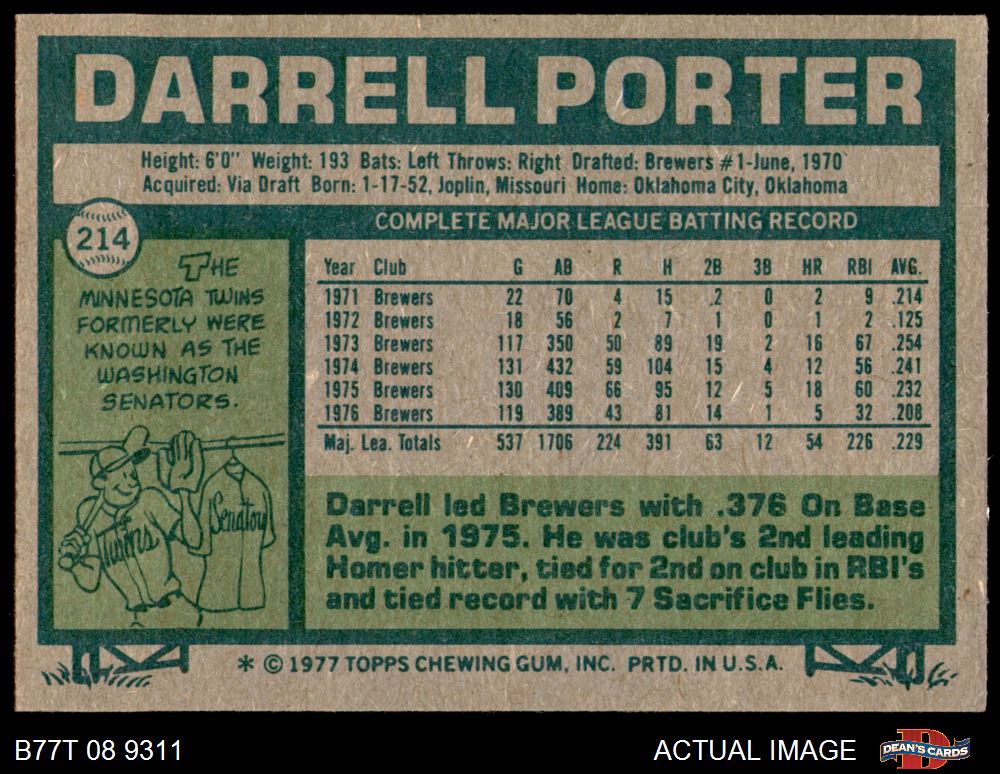 DARRELL PORTER
Height: 6'0" Weight: 193 Bats: Left Throws: Right Drafted: Brewers #1-June, 1970
Acquired: Via Draft Born: 1-17-52, Joplin, Missouri Home: Oklahoma City, Oklahoma
214
THE
MINNESOTA TWINS
FORMERLY WERE
KNOWN AS THE
WASHINGTON
SENATORS.
Twins
Senators
COMPLETE MAJOR LEAGUE BATTING RECORD
Year Club G AB R H 2B 3B HR RBI AVG.
1971 Brewers 22 70 4 15 .2 0 2 9 .214
1972 Brewers 18 56 2 7 1 0 1 2 .125
1973 Brewers 117 350 50 89 19 2 16 67 .254
1974 Brewers 131 432 59 104 15 4 12 56 .241
1975 Brewers 130 409 66 95 12 5 18 60 .232
1976 Brewers 119 389 43 81 14 1 5 32 .208
Maj. Lea. Totals 537 1706 224 391 63 12 54 226 .229
Darrell led Brewers with .376 On Base
Avg. in 1975. He was club's 2nd leading
Homer hitter, tied for 2nd on club in RBI's
and tied record with 7 Sacrifice Flies.
* © 1977 TOPPS CHEWING GUM, INC. PRTD. IN U.S.A.
B77T 08 9311
ACTUAL IMAGE
DEAN'S CARDS